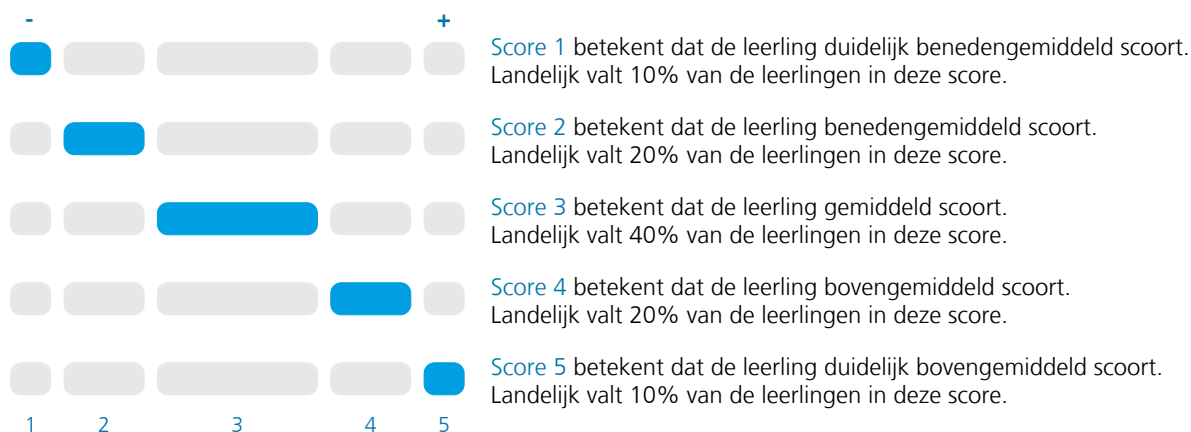 - +
Score 1 betekent dat de leerling duidelijk benedengemiddeld scoort.
Landelijk valt 10% van de leerlingen in deze score.
Score 2 betekent dat de leerling benedengemiddeld scoort.
Landelijk valt 20% van de leerlingen in deze score.
Score 3 betekent dat de leerling gemiddeld scoort.
Landelijk valt 40% van de leerlingen in deze score.
Score 4 betekent dat de leerling bovengemiddeld scoort.
Landelijk valt 20% van de leerlingen in deze score.
Score 5 betekent dat de leerling duidelijk bovengemiddeld scoort.
Landelijk valt 10% van de leerlingen in deze score.
1 2 3 4 5